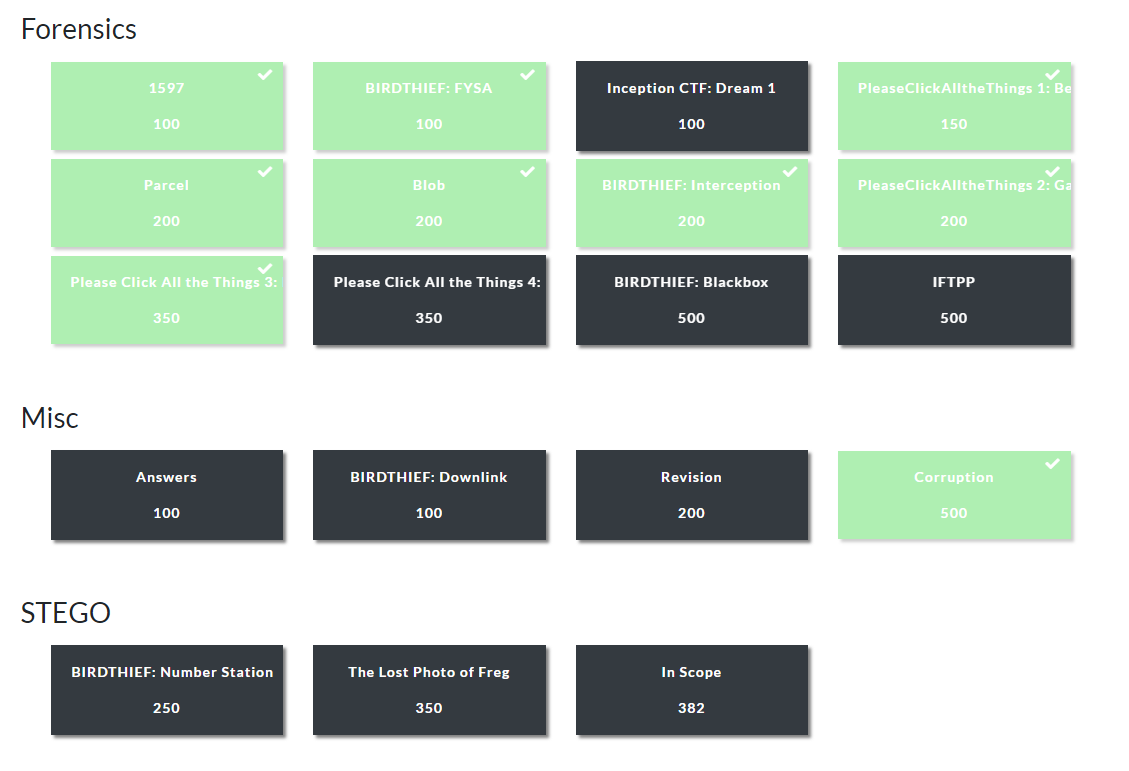 Forensics
1597
100
BIRDTHIEF: FYSA
100
Inception CTF: Dream 1
100
PleaseClickAlltheThings 1: Be
150
Parcel
200
Blob
200
BIRDTHIEF: Interception
200
PleaseClickAlltheThings 2: Ga
200
Please Click All the Things 3:
350
Please Click All the Things 4:
350
BIRDTHIEF: Blackbox
500
IFTPP
500
Misc
Answers
100
BIRDTHIEF: Downlink
100
Revision
200
Corruption
500
STEGO
BIRDTHIEF: Number Station
250
The Lost Photo of Freg
350
In Scope
382